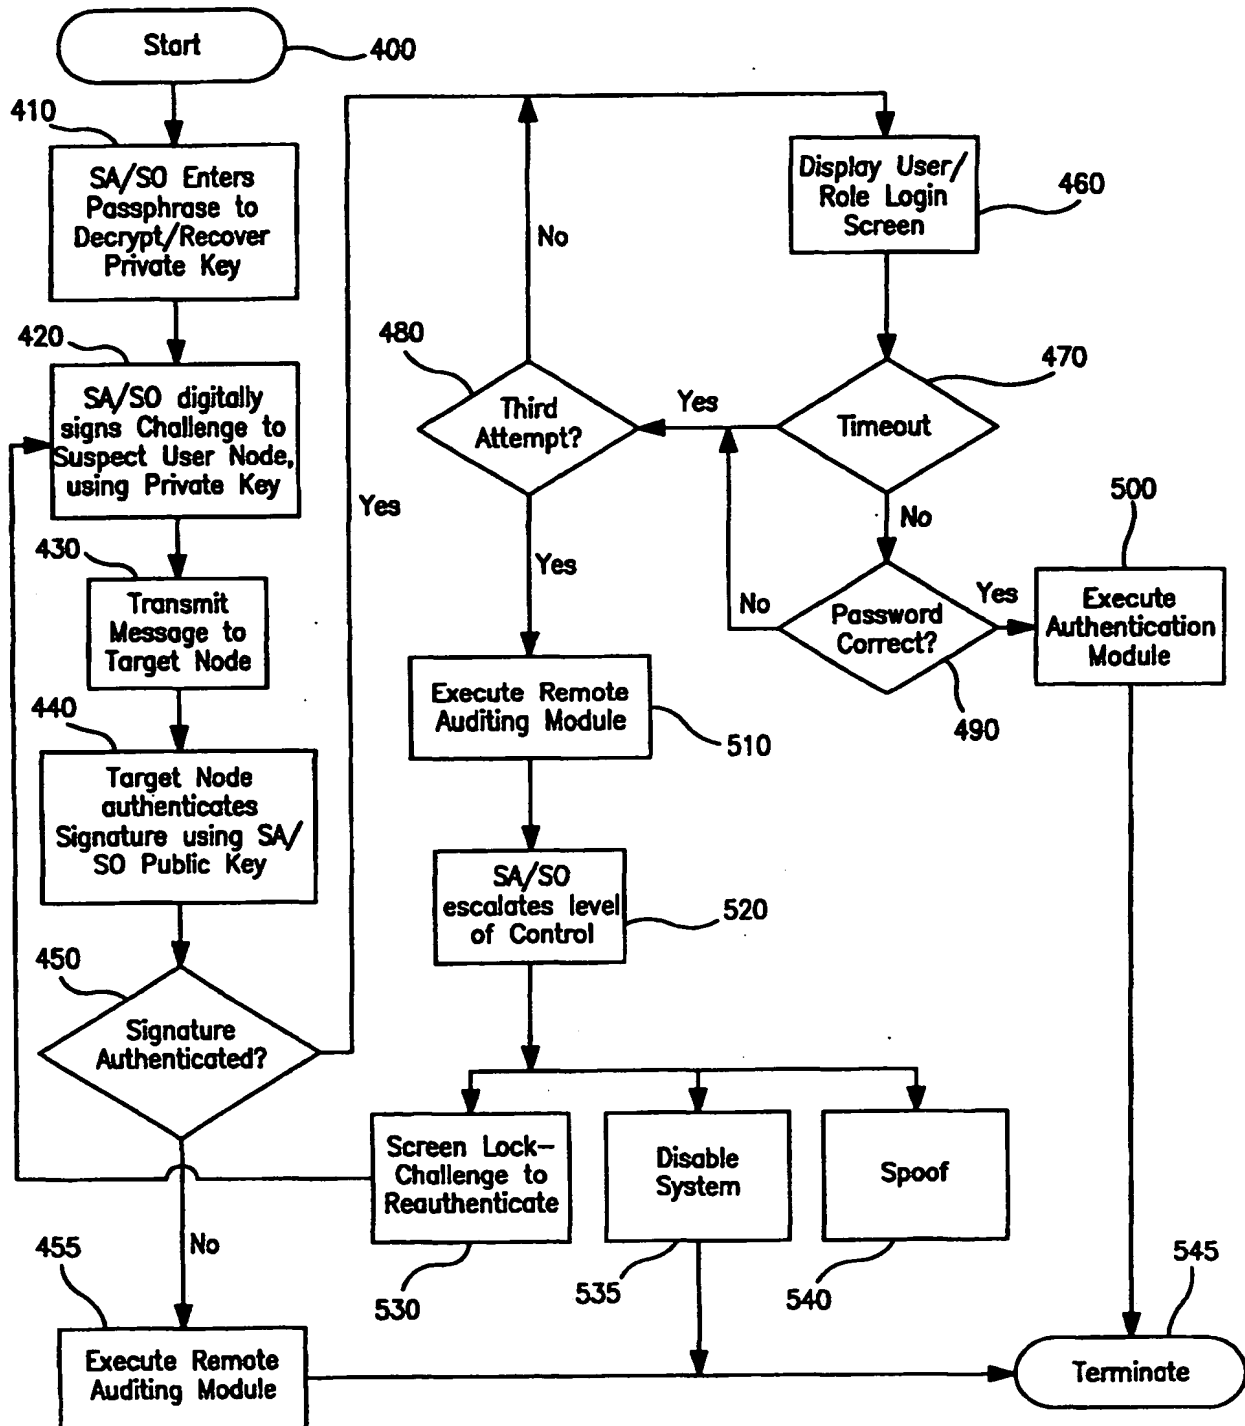 Start
400
410
SA/SO Enters
Passphrase to
Decrypt/Recover
Private Key
420
SA/SO digitally
signs Challenge to
Suspect User Node,
using Private Key
430
Transmit
Message to
Target Node
440
Target Node
authenticates
Signature using SA/
SO Public Key
450
Signature
Authenticated?
Yes
No
455
Execute Remote
Auditing Module
Display User/
Role Login
Screen
460
470
Timeout
Yes
No
480
Third
Attempt?
No
Yes
Password
Correct?
490
No
Yes
500
Execute
Authentication
Module
Execute Remote
Auditing Module
510
SA/SO
escalates level
of Control
520
Screen Lock-
Challenge to
Reauthenticate
530
Disable
System
535
Spoof
540
545
Terminate